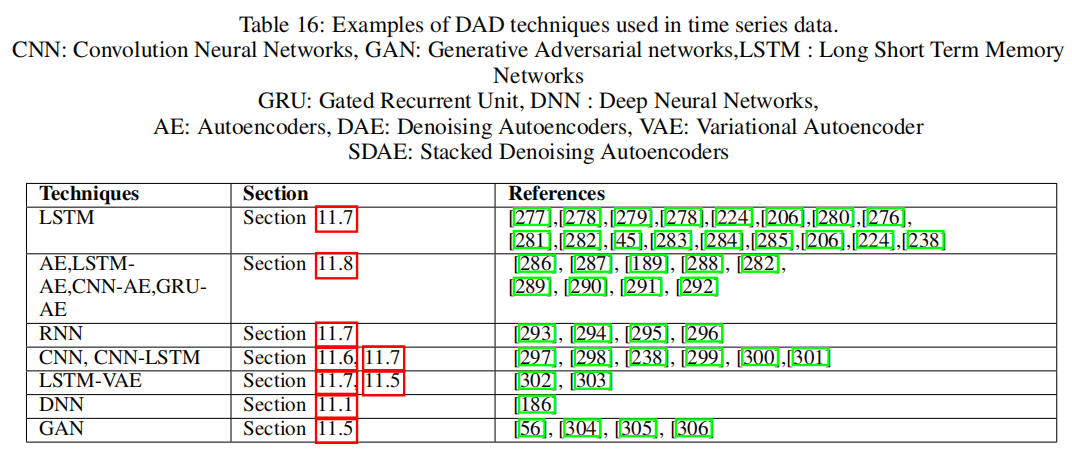 Table 16: Examples of DAD techniques used in time series data.
CNN: Convolution Neural Networks, GAN: Generative Adversarial networks,LSTM : Long Short Term Memory
Networks
GRU: Gated Recurrent Unit, DNN : Deep Neural Networks,
AE: Autoencoders, DAE: Denoising Autoencoders, VAE: Variational Autoencoder
SDAE: Stacked Denoising Autoencoders
Techniques Section References
LSTM Section 11.7 [277],[278],[279],[278],[224],[206],[280],[276],
[281],[282],[45],[283],[284],[285],[206],[224],[238]
AE,LSTM- Section 11.8 [286], [287], [189], [288], [282],
AE,CNN-AE,GRU- [289], [290], [291], [292]
AE
RNN Section 11.7 [293], [294], [295], [296]
CNN, CNN-LSTM Section 11.6, 11.7 [297], [298], [238], [299], [300],[301]
LSTM-VAE Section 11.7, 11.5 [302], [303]
DNN Section 11.1 [186]
GAN Section 11.5 [56], [304], [305], [306]